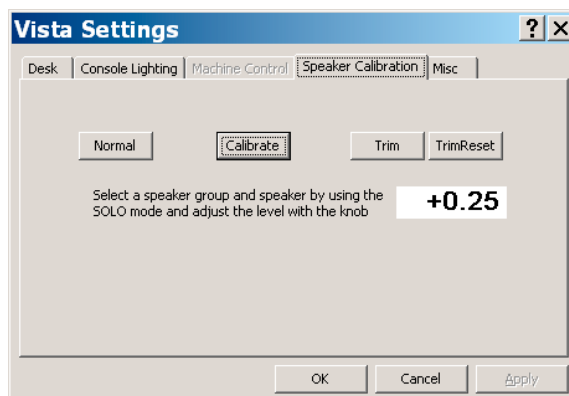 Vista Settings ? ×
Desk Console Lighting Machine Control Speaker Calibration Misc
Normal Calibrate Trim TrimReset
Select a speaker group and speaker by using the
SOLO mode and adjust the level with the knob
+0.25
OK Cancel Apply